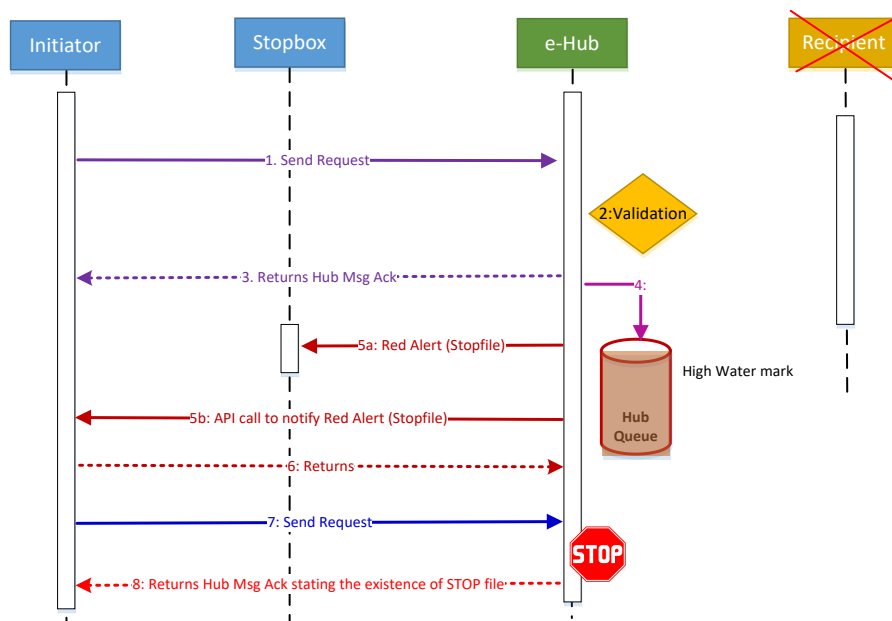 Initiator
Stopbox
e-Hub
Recipient
1. Send Request
2:Validation
3. Returns Hub Msg Ack
4:
5a: Red Alert (Stopfile)
High Water mark
5b: API call to notify Red Alert (Stopfile)
Hub
Queue
6: Returns
7: Send Request
STOP
8: Returns Hub Msg Ack stating the existence of STOP file